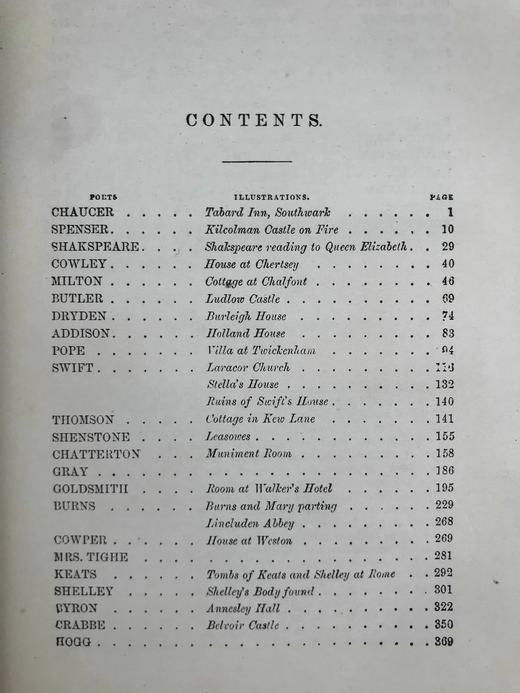 CONTENTS.
POETS ILLUSTRATIONS. PAGE
CHAUCER . . . . . Tabard Inn, Southwark . . . . . . 1
SPENSER. . . . . . Kilcolman Castle on Fire . . . . . . 10
SHAKSPEARE. . . . Shakspeare reading to Queen Elizabeth. . 29
COWLEY. . . . . . House at Chertsey . . . . . . . 40
MILTON . . . . . Cottage at Chalfont . . . . . . . 46
BUTLER . . . . . Ludlow Castle . . . . . . . . 69
DRYDEN . . . . . Burleigh House . . . . . . . 74
ADDISON. . . . . . Holland House . . . . . . . 83
POPE . . . . . . Villa at Twickenham . . . . . . 94
SWIFT. . . . . . . Laracor Church . . . . . . .
Stella's House . . . . . . . . 132
Ruins of Swift's House . . . . . . 140
THOMSON . . . . . Cottage in Kew Lane . . . . . . 141
SHENSTONE . . . . Leasowes . . . . . . . . . 155
CHATTERTON . . . Muniment Room . . . . . . . 158
GRAY . . . . . . . . . . . . . . . . . 186
GOLDSMITH . . . . Room at Walker's Hotel . . . . . 195
BURNS . . . . . Burns and Mary parting . . . . . 229
Lincluden Abbey . . . . . . . 268
COWPER . . . . . House at Weston . . . . . . . 269
MRS. TIGHE . . . . . . . . . . . . . . . 281
KEATS . . . . . Tombs of Keats and Shelley at Rome . . 292
SHELLEY . . . . . Shelley's Body found . . . . . . 301
BYRON . . . . . Annesley Hall . . . . . . . . 322
CRABBE . . . . . Belvoir Castle . . . . . . . . 350
HOGG . . . . . . . . . . . . . . . . . 369